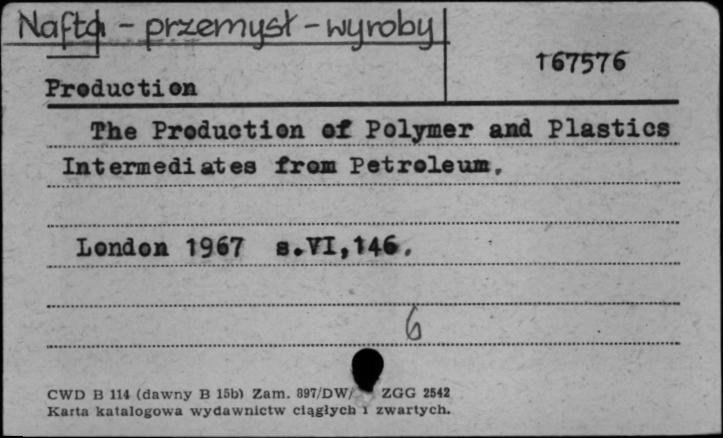 Nafta - przemysł - wyroby
167576
Production
The Production of Polymer and Plastics
Intermediates from Petroleum.
London 1967 s.VI,146.
6
CWD B 114 (dawny B 15b) Zam. 897/DW/ ZGG 2542
Karta katalogowa wydawnictw ciągłych i zwartych.